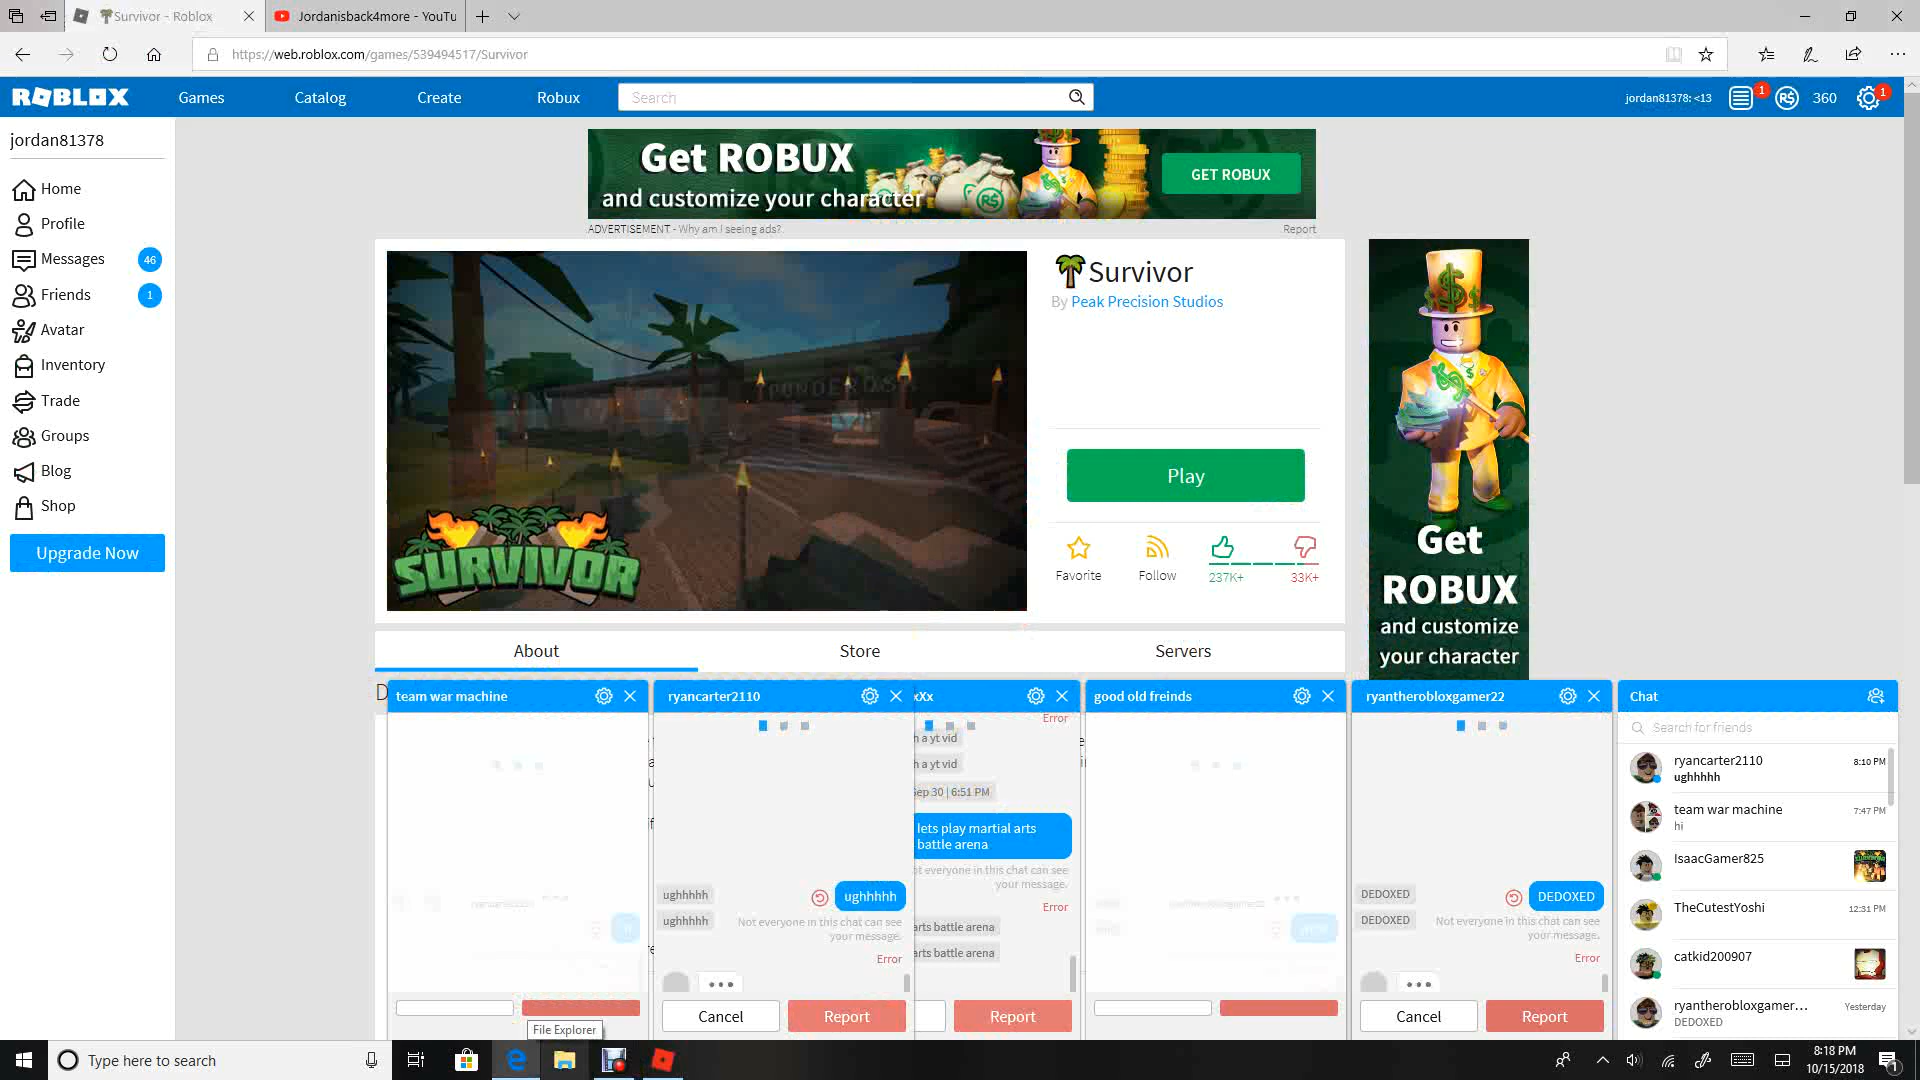 🌴Survivor - Roblox
Jordanisback4more - YouTu
https://web.roblox.com/games/539494517/Survivor
ROBLOX
Games
Catalog
Create
Robux
Search
jordan81378: <13
1
360
1
jordan81378
Home
Profile
Messages
46
Friends
1
Avatar
Inventory
Trade
Groups
Blog
Shop
Upgrade Now
Get ROBUX
and customize your character
R$
GET ROBUX
ADVERTISEMENT - Why am I seeing ads?
Report
SURVIVOR
🌴Survivor
By Peak Precision Studios
Play
Favorite
Follow
237K+
33K+
Get
ROBUX
and customize
your character
About
Store
Servers
D
team war machine
File Explorer
ryancarter2110
ughhhhh
ughhhhh
ughhhhh
Not everyone in this chat can see
your message.
Error
Cancel
Report
xXx
Error
h a yt vid
h a yt vid
Sep 30 | 6:51 PM
lets play martial arts
battle arena
ot everyone in this chat can see
your message.
Error
arts battle arena
arts battle arena
Report
good old freinds
ryantherobloxgamer22
DEDOXED
DEDOXED
DEDOXED
Not everyone in this chat can see
your message.
Error
Cancel
Report
Chat
Search for friends
ryancarter2110
8:10 PM
ughhhhh
team war machine
7:47 PM
hi
IsaacGamer825
TheCutestYoshi
12:31 PM
catkid200907
ryantherobloxgamer...
Yesterday
DEDOXED
Type here to search
8:18 PM
10/15/2018
1